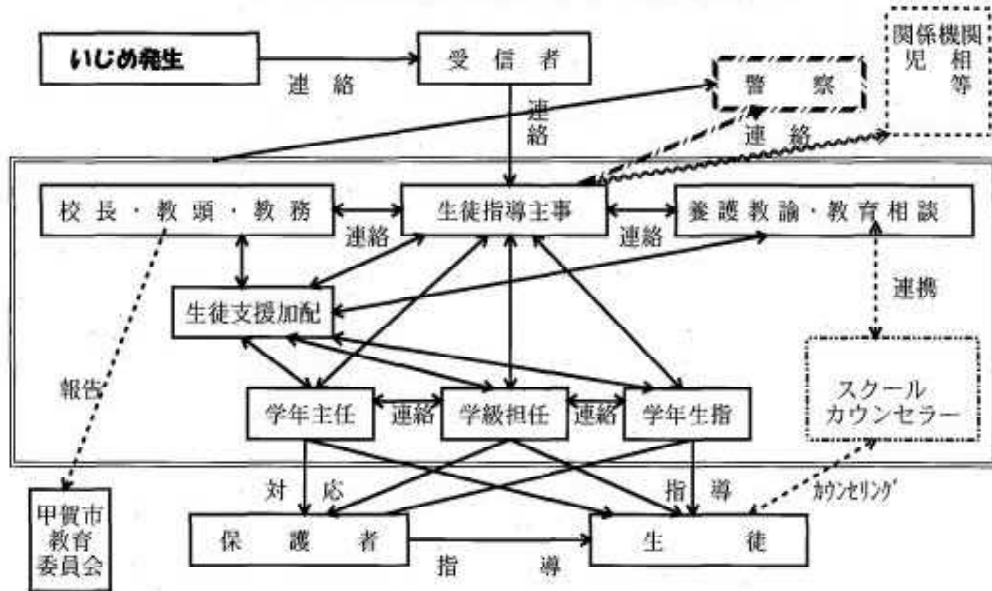 いじめ発生
連絡
受信者
連絡
警察
連絡
関係機関
児相
等
校長・教頭・教務
連絡
生徒指導主事
連絡
養護教諭・教育相談
生徒支援加配
連携
報告
学年主任
連絡
学級担任
連絡
学年生指
スクール
カウンセラー
対応
指導
ｶｳﾝｾﾘﾝｸﾞ
甲賀市
教育
委員会
保護者
指導
生徒